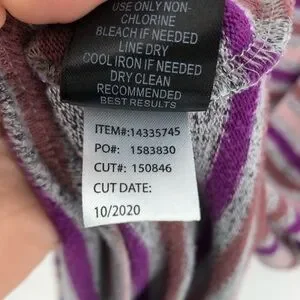 USE ONLY NON-
CHLORINE
BLEACH IF NEEDED
LINE DRY
COOL IRON IF NEEDED
DRY CLEAN
RECOMMENDED
BEST RESULTS
ITEM#:14335745
PO#: 1583830
CUT#: 150846
CUT DATE:
10/2020